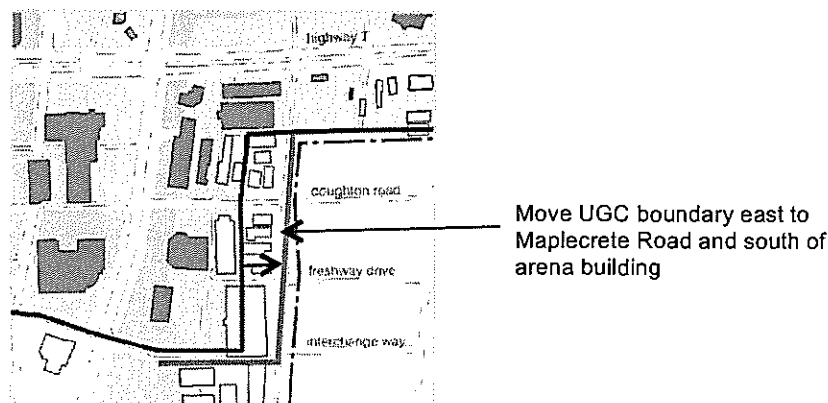 highway 7
coughton road
Move UGC boundary east to
Maplecrete Road and south of
arena building
freshway drive
interchange way